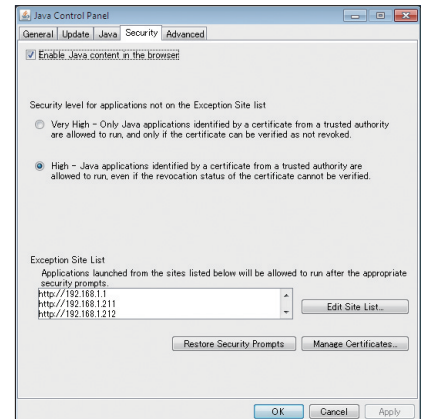 Java Control Panel
General Update Java Security Advanced
Enable Java content in the browser
Security level for applications not on the Exception Site list
Very High - Only Java applications identified by a certificate from a trusted authority
are allowed to run, and only if the certificate can be verified as not revoked.
High - Java applications identified by a certificate from a trusted authority are
allowed to run, even if the revocation status of the certificate cannot be verified.
Exception Site List
Applications launched from the sites listed below will be allowed to run after the appropriate
security prompts.
http://192.168.1.1
http://192.168.1.211
http://192.168.1.212
Edit Site List...
Restore Security Prompts Manage Certificates...
OK Cancel Apply